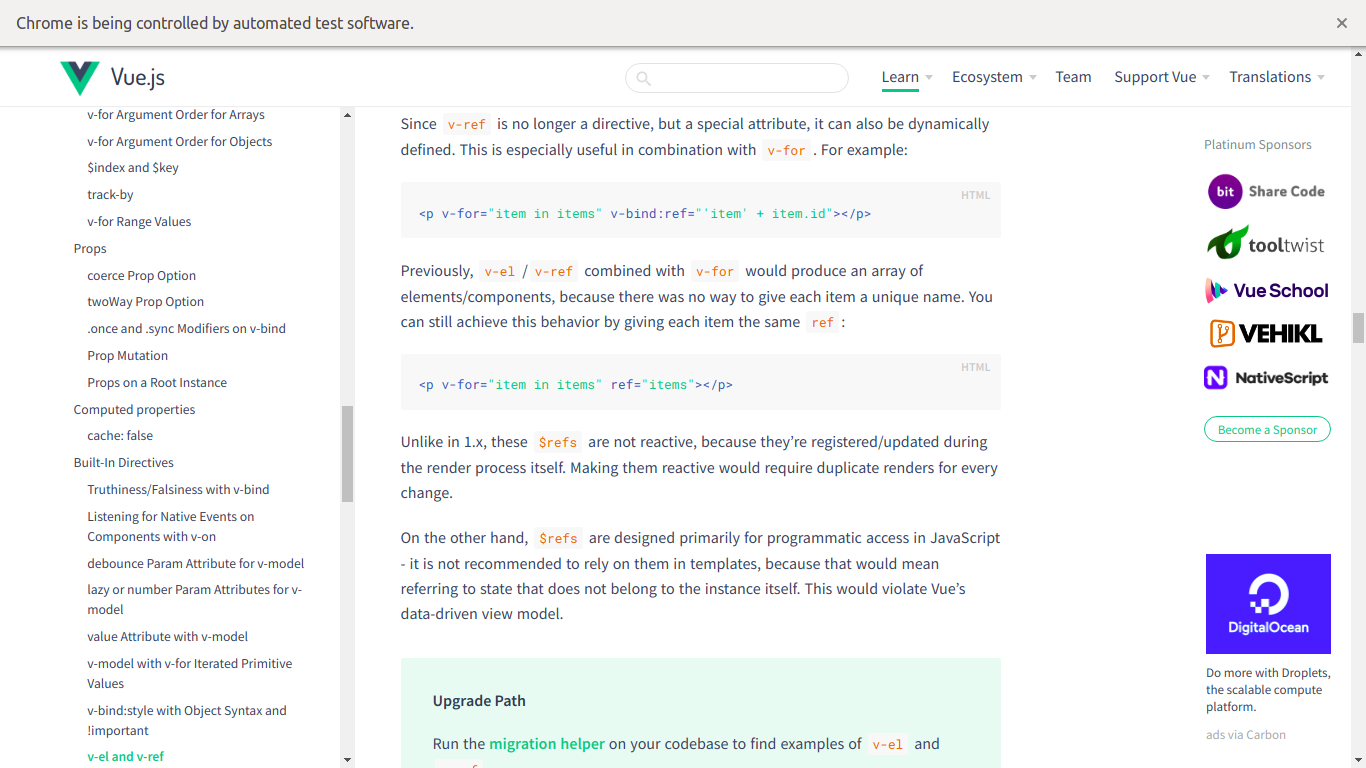 Chrome is being controlled by automated test software.
Vue.js
Learn
Ecosystem
Team
Support Vue
Translations
v-for Argument Order for Arrays
v-for Argument Order for Objects
$index and $key
track-by
v-for Range Values
Props
coerce Prop Option
twoWay Prop Option
.once and .sync Modifiers on v-bind
Prop Mutation
Props on a Root Instance
Computed properties
cache: false
Built-In Directives
Truthiness/Falsiness with v-bind
Listening for Native Events on
Components with v-on
debounce Param Attribute for v-model
lazy or number Param Attributes for v-
model
value Attribute with v-model
v-model with v-for Iterated Primitive
Values
v-bind:style with Object Syntax and
!important
v-el and v-ref
Since v-ref is no longer a directive, but a special attribute, it can also be dynamically
defined. This is especially useful in combination with v-for . For example:
HTML
<p v-for="item in items" v-bind:ref="'item' + item.id"></p>
Previously, v-el / v-ref combined with v-for would produce an array of
elements/components, because there was no way to give each item a unique name. You
can still achieve this behavior by giving each item the same ref :
HTML
<p v-for="item in items" ref="items"></p>
Unlike in 1.x, these $refs are not reactive, because they’re registered/updated during
the render process itself. Making them reactive would require duplicate renders for every
change.
On the other hand, $refs are designed primarily for programmatic access in JavaScript
- it is not recommended to rely on them in templates, because that would mean
referring to state that does not belong to the instance itself. This would violate Vue’s
data-driven view model.
Upgrade Path
Run the migration helper on your codebase to find examples of v-el and
Platinum Sponsors
bit Share Code
tooltwist
Vue School
VEHIKL
NativeScript
Become a Sponsor
DigitalOcean
Do more with Droplets,
the scalable compute
platform.
ads via Carbon